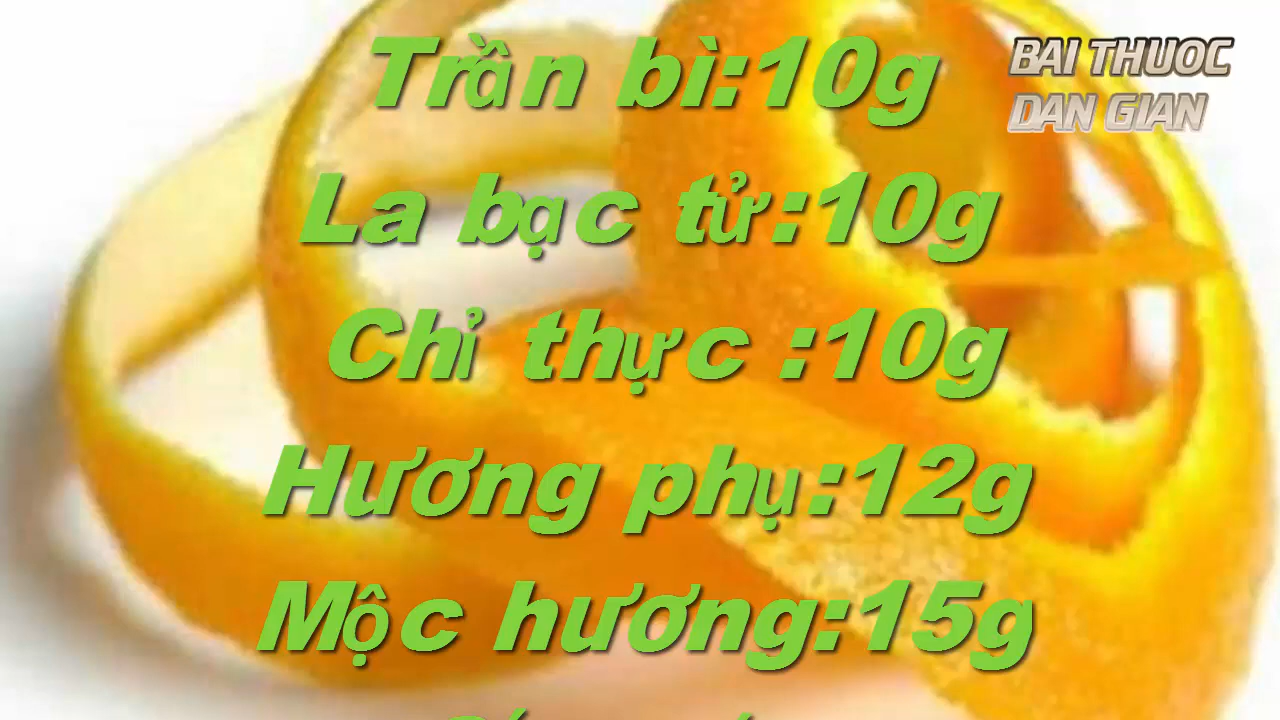 Trần bì:10g
BAI THUOC
DAN GIAN
La bạc tử:10g
Chỉ thực :10g
Hương phụ:12g
Mộc hương:15g